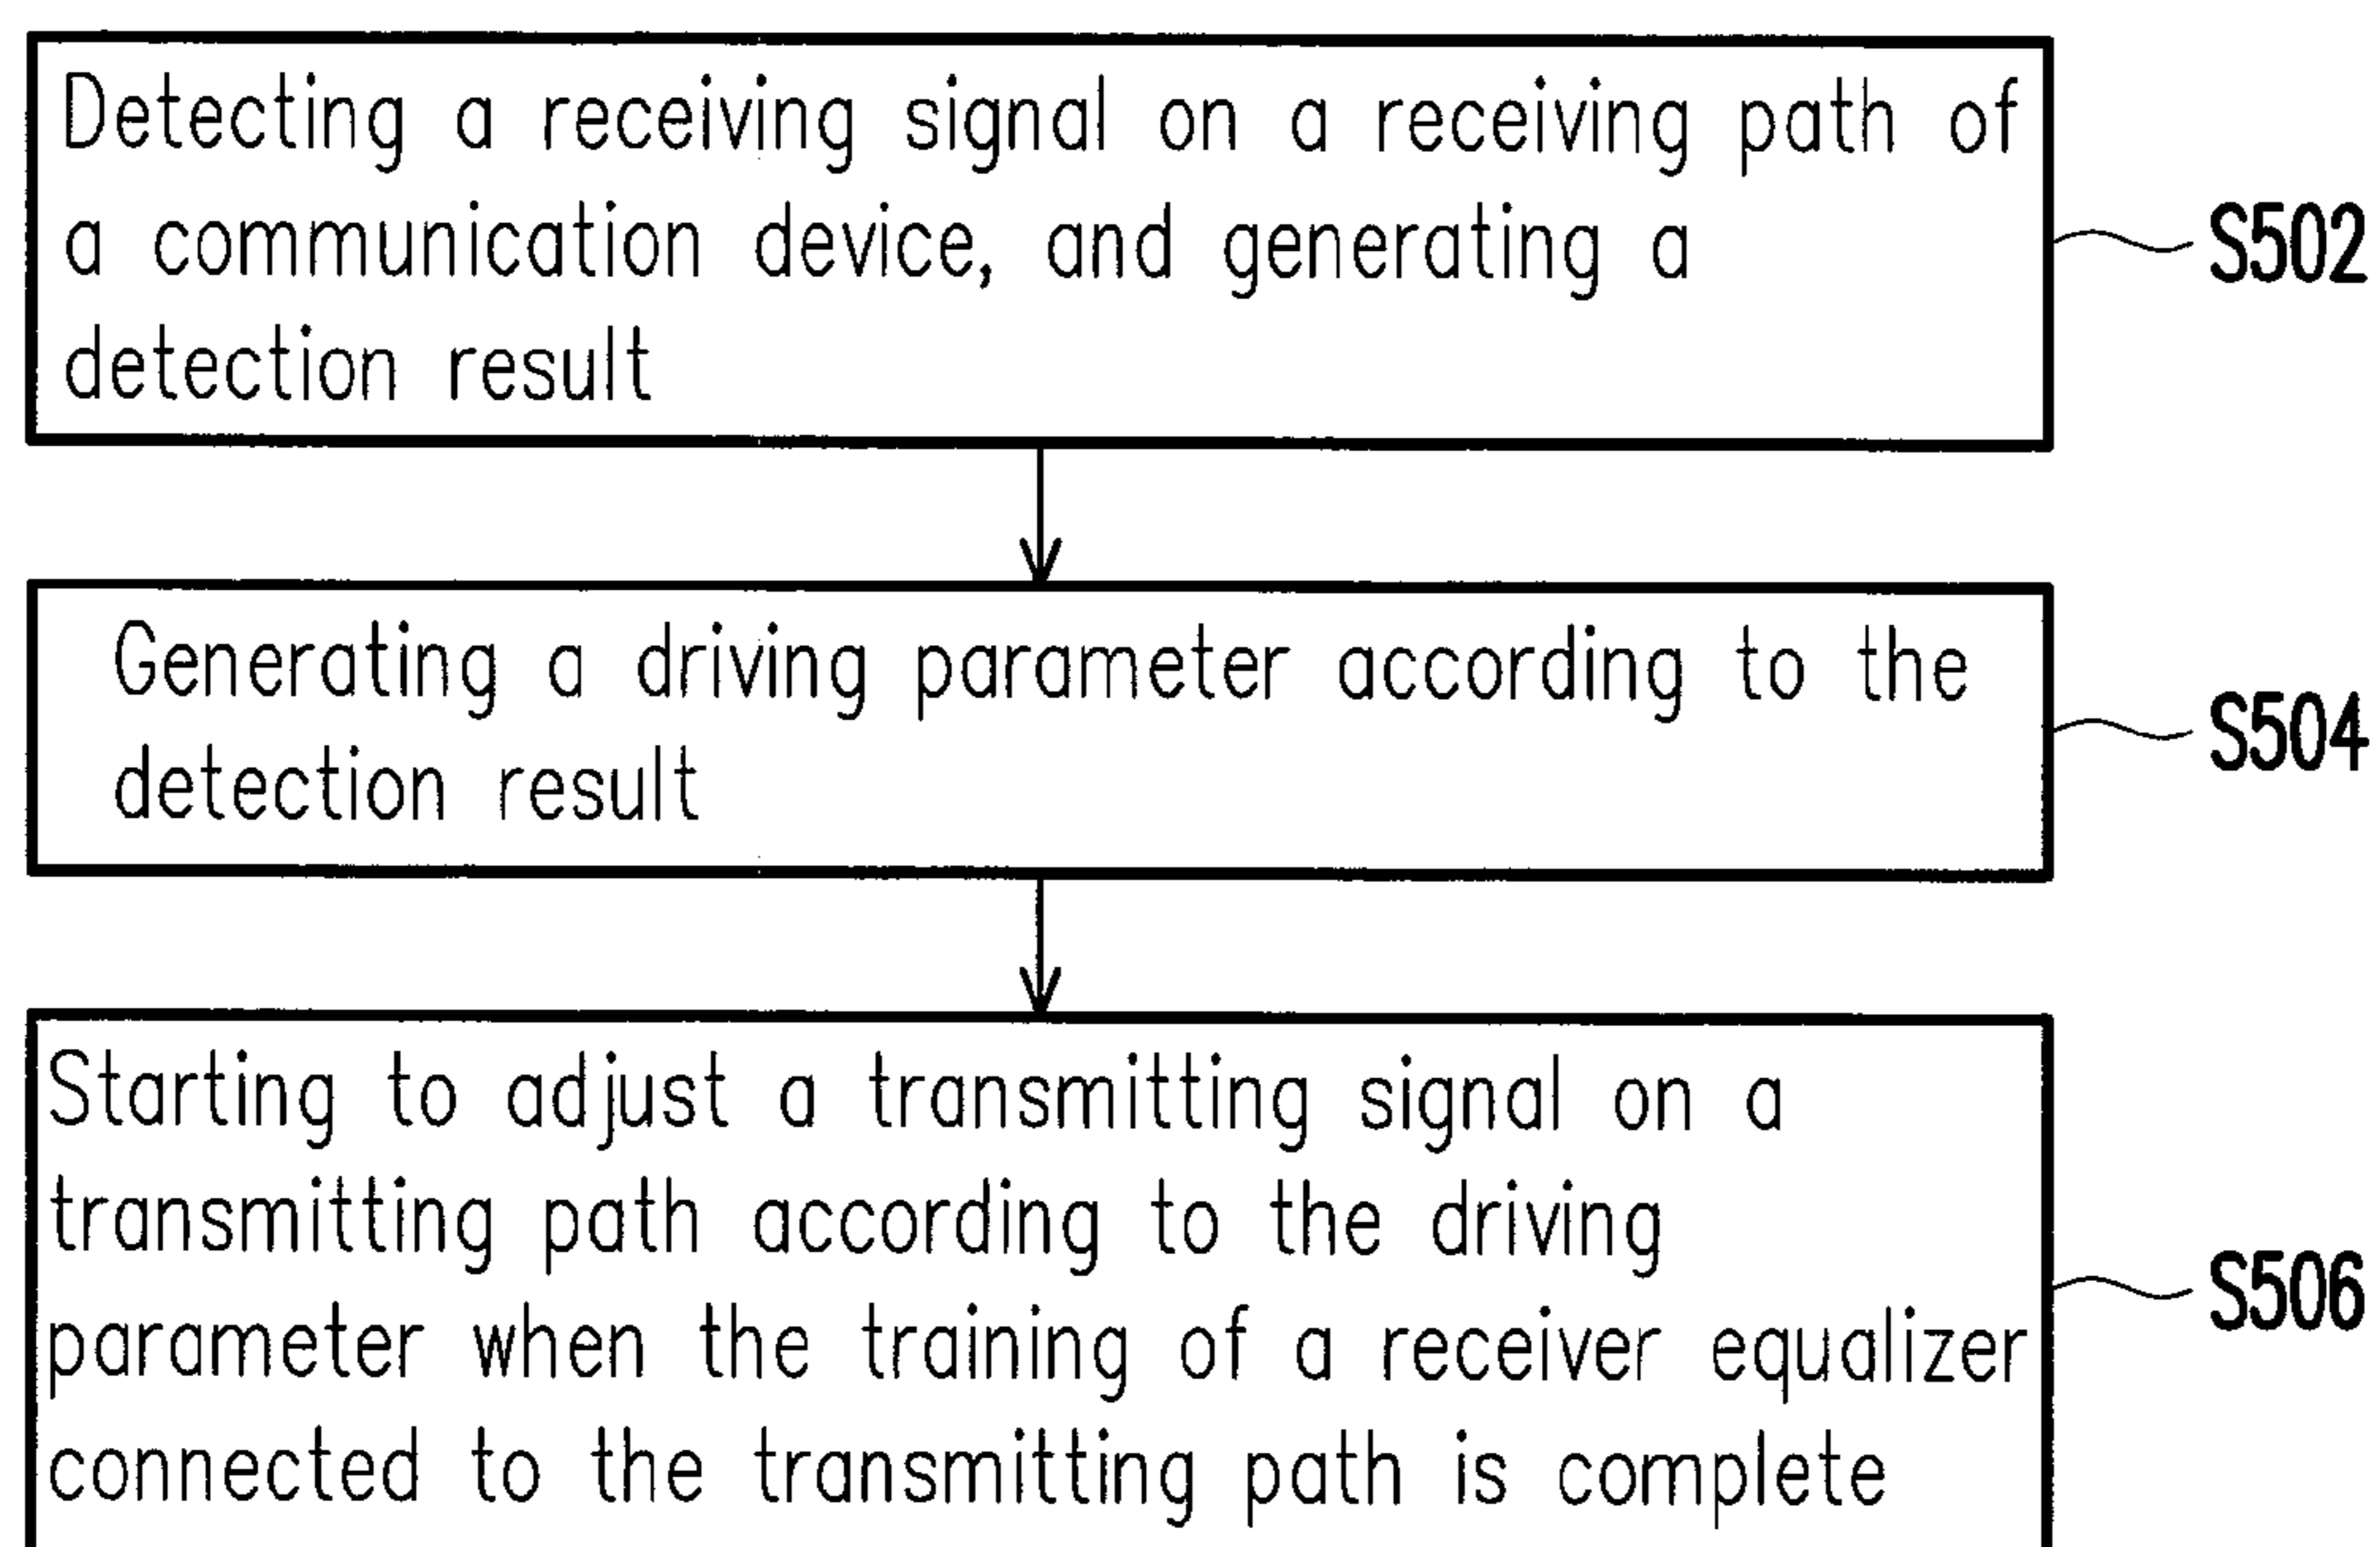 Detecting a receiving signal on a receiving path of
a communication device, and generating a
detection result
S502
Generating a driving parameter according to the
detection result
S504
Starting to adjust a transmitting signal on a
transmitting path according to the driving
parameter when the training of a receiver equalizer
connected to the transmitting path is complete
S506